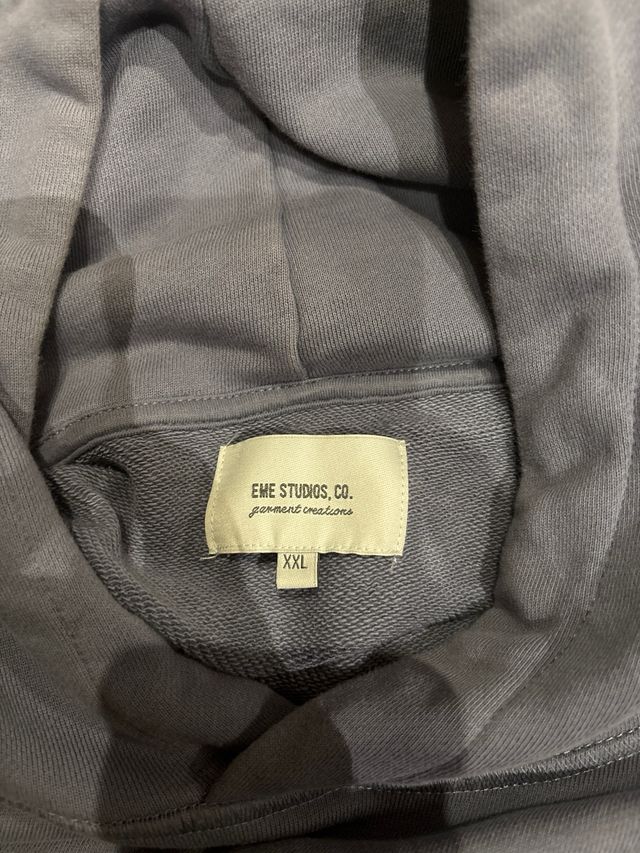 EME STUDIOS, CO.
garment creations
XXL